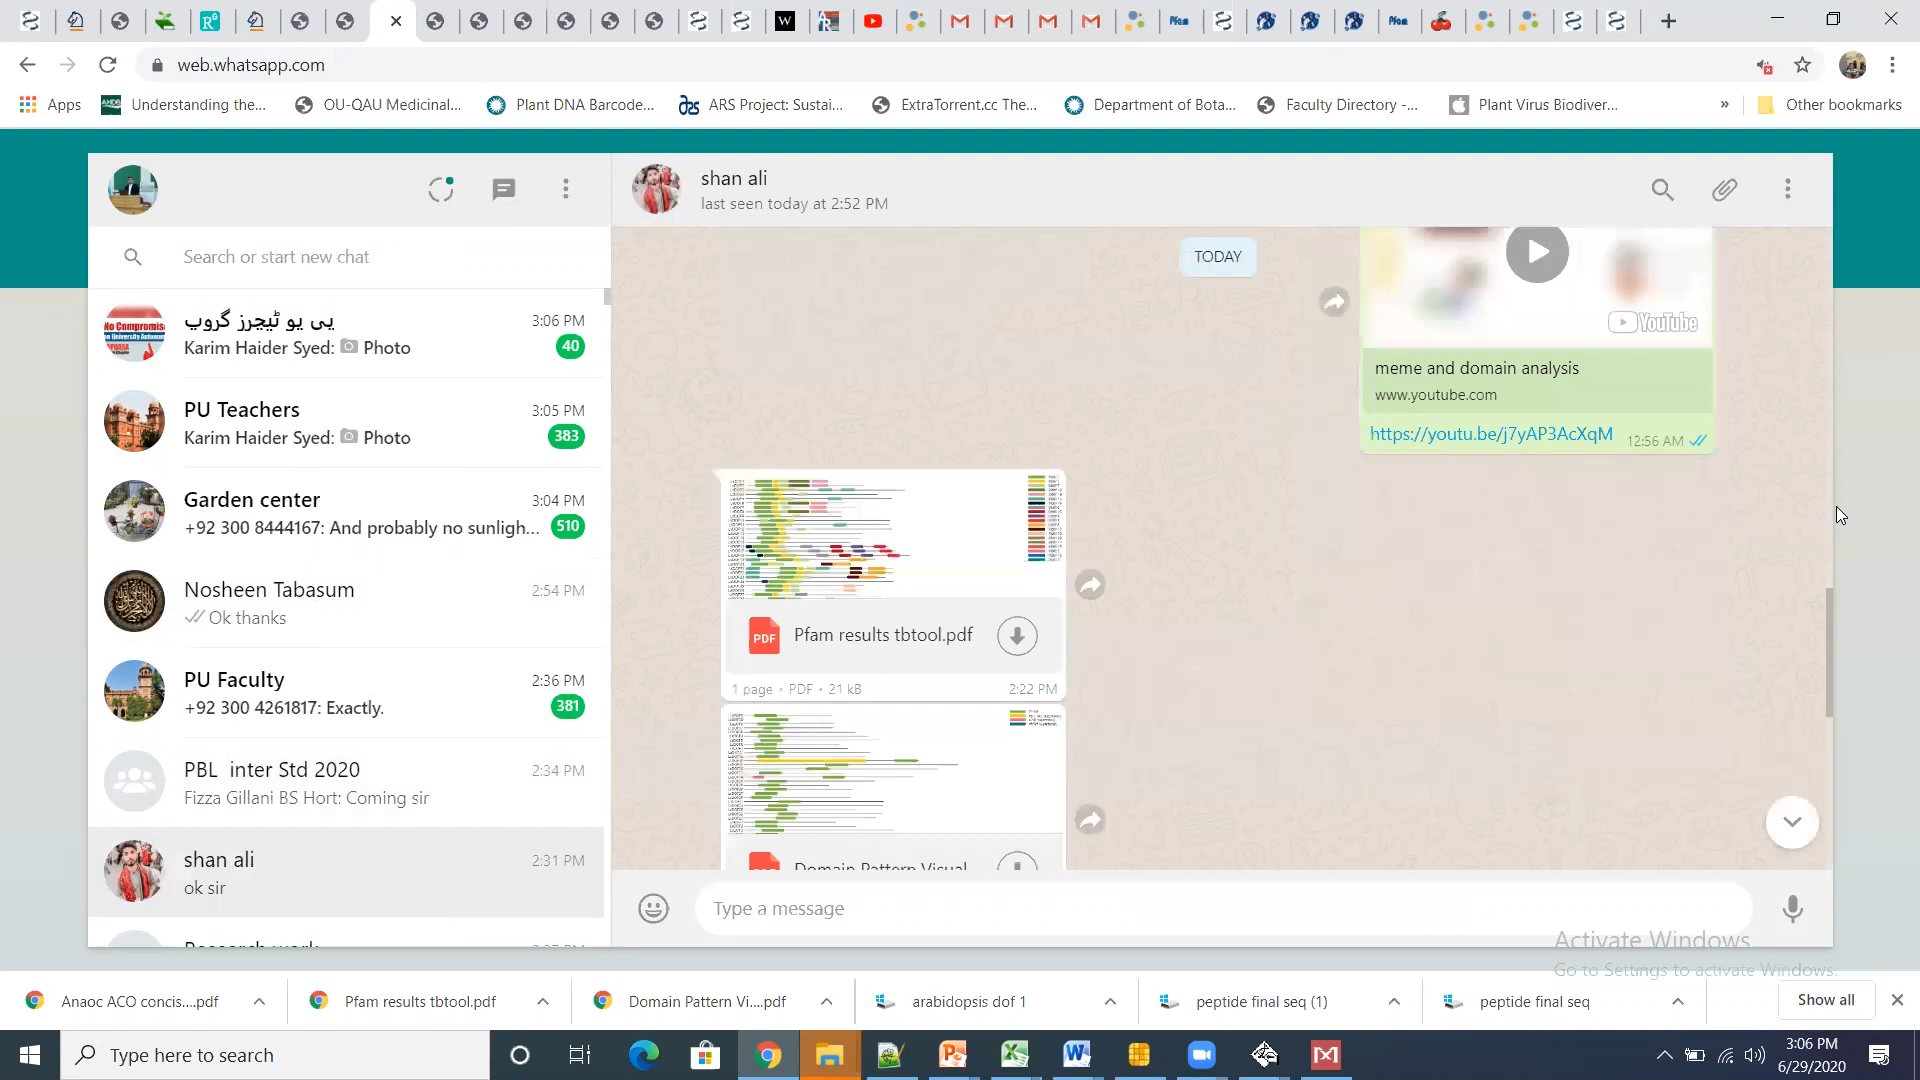 web.whatsapp.com
Apps
Understanding the...
OU-QAU Medicinal...
Plant DNA Barcode...
ARS Project: Sustai...
ExtraTorrent.cc The...
Department of Bota...
Faculty Directory -...
Plant Virus Biodiver...
»
Other bookmarks
Search or start new chat
پی یو ٹیچرز گروپ
3:06 PM
Karim Haider Syed: Photo
40
PU Teachers
3:05 PM
Karim Haider Syed: Photo
383
Garden center
3:04 PM
+92 300 8444167: And probably no sunligh...
510
Nosheen Tabasum
2:54 PM
Ok thanks
PU Faculty
2:36 PM
+92 300 4261817: Exactly.
381
PBL inter Std 2020
2:34 PM
Fizza Gillani BS Hort: Coming sir
shan ali
2:31 PM
ok sir
Research work
shan ali
last seen today at 2:52 PM
TODAY
YouTube
meme and domain analysis
www.youtube.com
https://youtu.be/j7yAP3AcXqM
12:56 AM
PDF
Pfam results tbtool.pdf
1 page • PDF • 21 kB
2:22 PM
Domain Pattern Visual
Type a message
Activate Windows
Go to Settings to activate Windows.
Anaoc ACO concis....pdf
Pfam results tbtool.pdf
Domain Pattern Vi....pdf
arabidopsis dof 1
peptide final seq (1)
peptide final seq
Show all
Type here to search
3:06 PM
6/29/2020